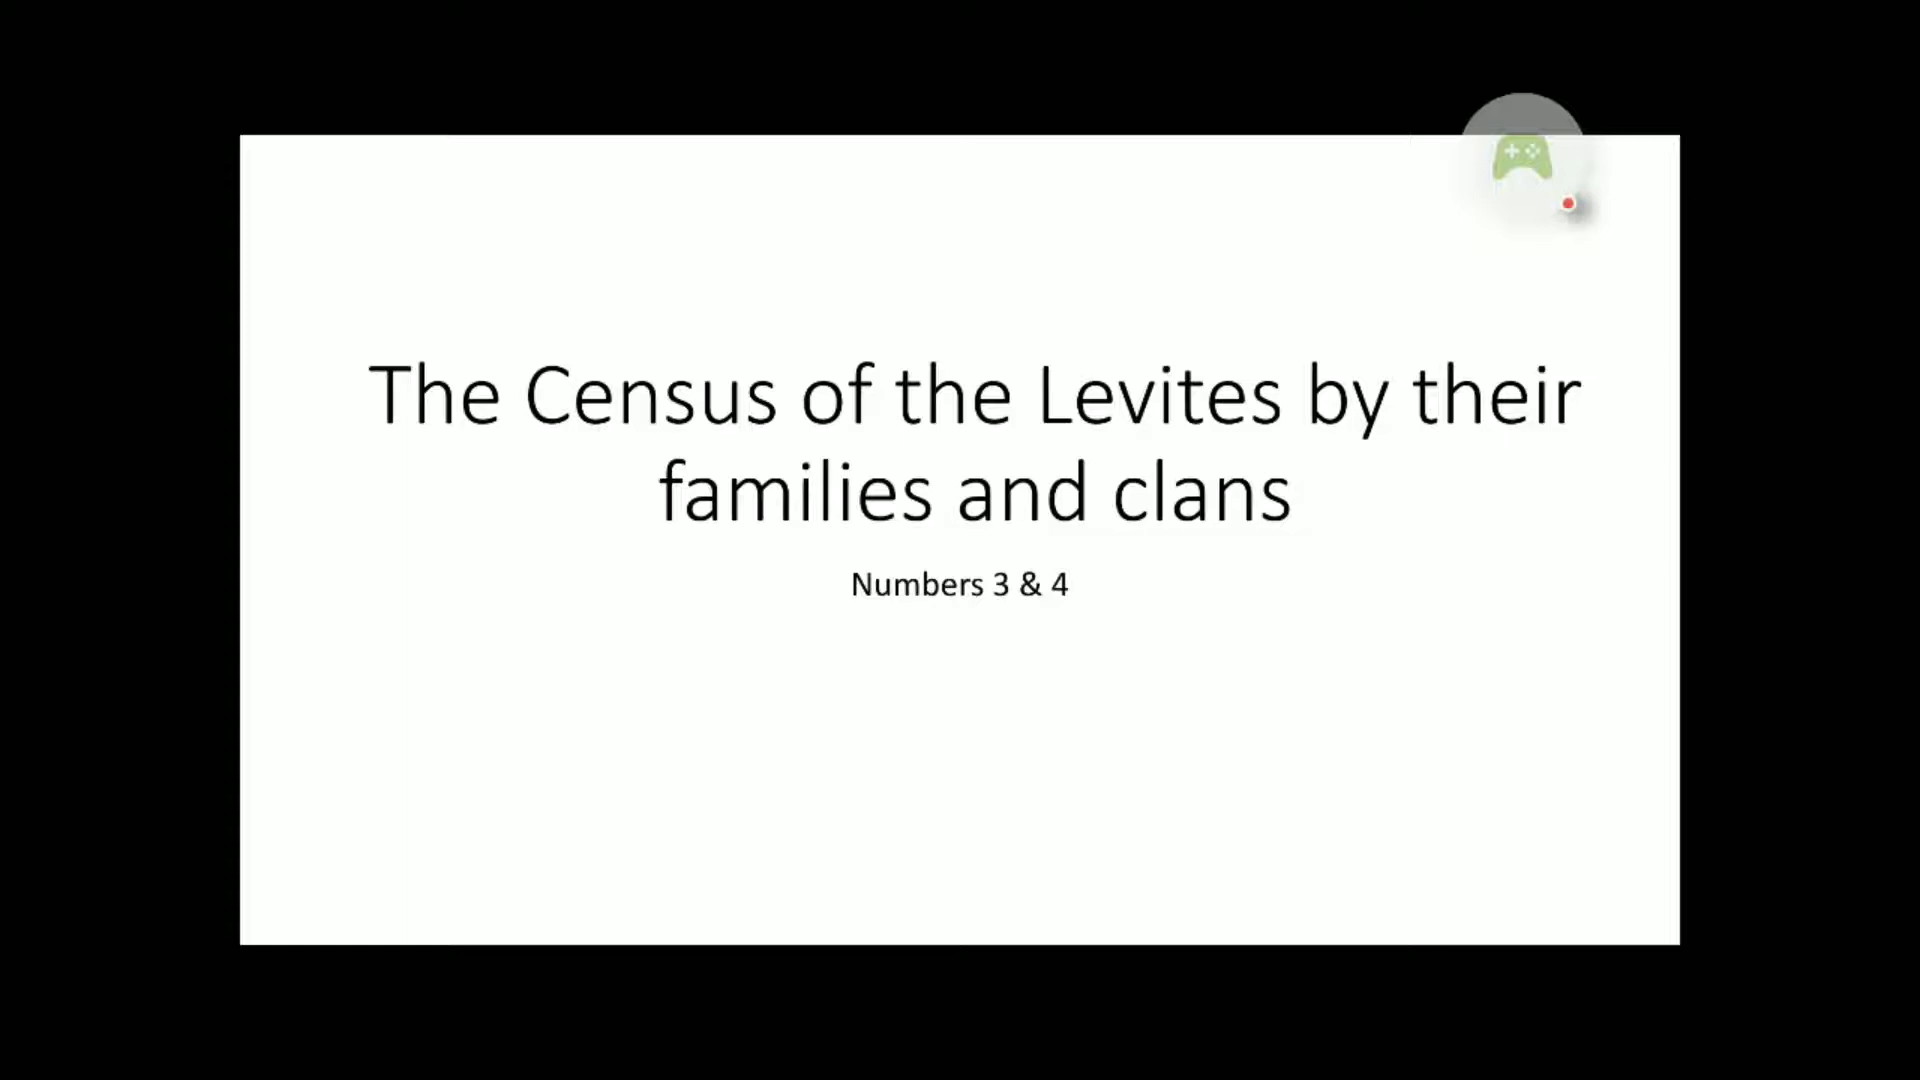 The Census of the Levites by their
families and clans
Numbers 3 & 4